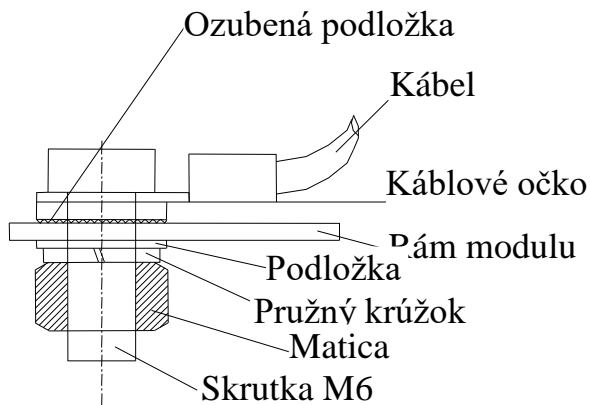 Ozubená podložka
Kábel
Káblové očko
Rám modulu
Podložka
Pružný krúžok
Matica
Skrutka M6